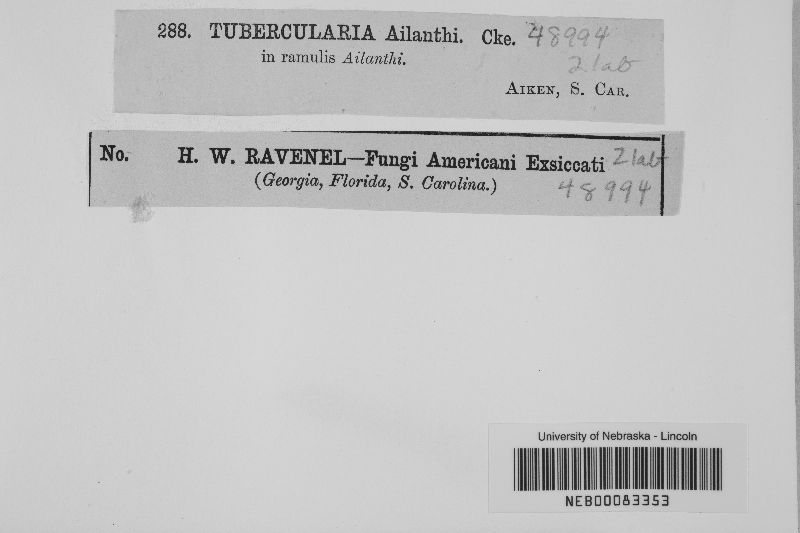 288. TUBERCULARIA Ailanthi. Cke. 48994
in ramulis Ailanthi. 2 lab
AIKEN, S. CAR.
No. H. W. RAVENEL—Fungi Americani Exsiccati 2 lab
(Georgia, Florida, S. Carolina.) 48994
University of Nebraska - Lincoln
NEB00083353